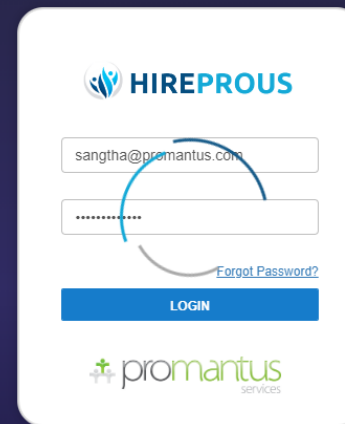 HIREPROUS
sangtha@promantus.com
•••••••••••••
Forgot Password?
LOGIN
promantus
services